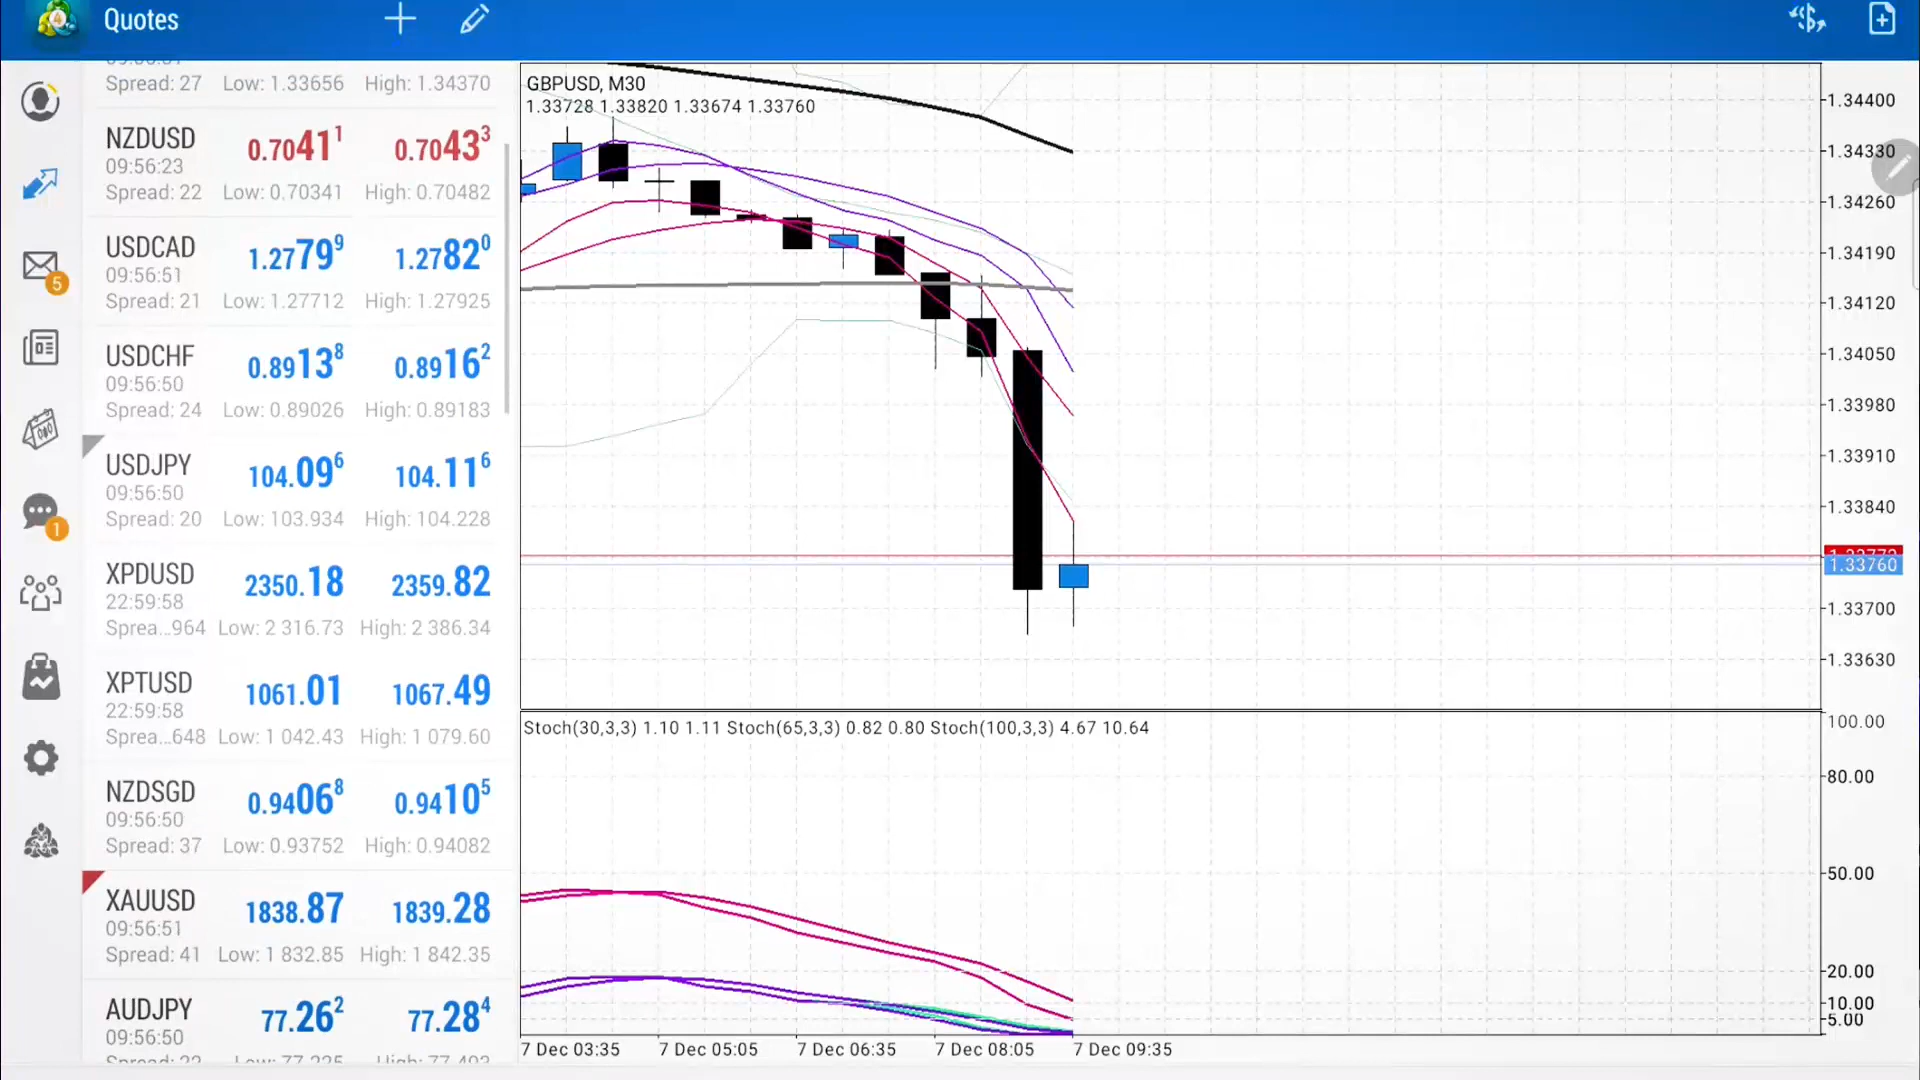 Quotes
Spread: 27 Low: 1.33656 High: 1.34370
NZDUSD 0.70411 0.70433
09:56:23
Spread: 22 Low: 0.70341 High: 0.70482
USDCAD 1.27799 1.27820
09:56:51
Spread: 21 Low: 1.27712 High: 1.27925
USDCHF 0.89138 0.89162
09:56:50
Spread: 24 Low: 0.89026 High: 0.89183
USDJPY 104.096 104.116
09:56:50
Spread: 20 Low: 103.934 High: 104.228
XPDUSD 2350.18 2359.82
22:59:58
Sprea...964 Low: 2 316.73 High: 2 386.34
XPTUSD 1061.01 1067.49
22:59:58
Sprea...648 Low: 1 042.43 High: 1 079.60
NZDSGD 0.94068 0.94105
09:56:50
Spread: 37 Low: 0.93752 High: 0.94082
XAUUSD 1838.87 1839.28
09:56:51
Spread: 41 Low: 1 832.85 High: 1 842.35
AUDJPY 77.262 77.284
09:56:50
5
1
GBPUSD, M30
1.33728 1.33820 1.33674 1.33760
1.34400
1.34330
1.34260
1.34190
1.34120
1.34050
1.33980
1.33910
1.33840
1.33760
1.33700
1.33630
Stoch(30,3,3) 1.10 1.11 Stoch(65,3,3) 0.82 0.80 Stoch(100,3,3) 4.67 10.64
100.00
80.00
50.00
20.00
10.00
5.00
7 Dec 03:35 7 Dec 05:05 7 Dec 06:35 7 Dec 08:05 7 Dec 09:35